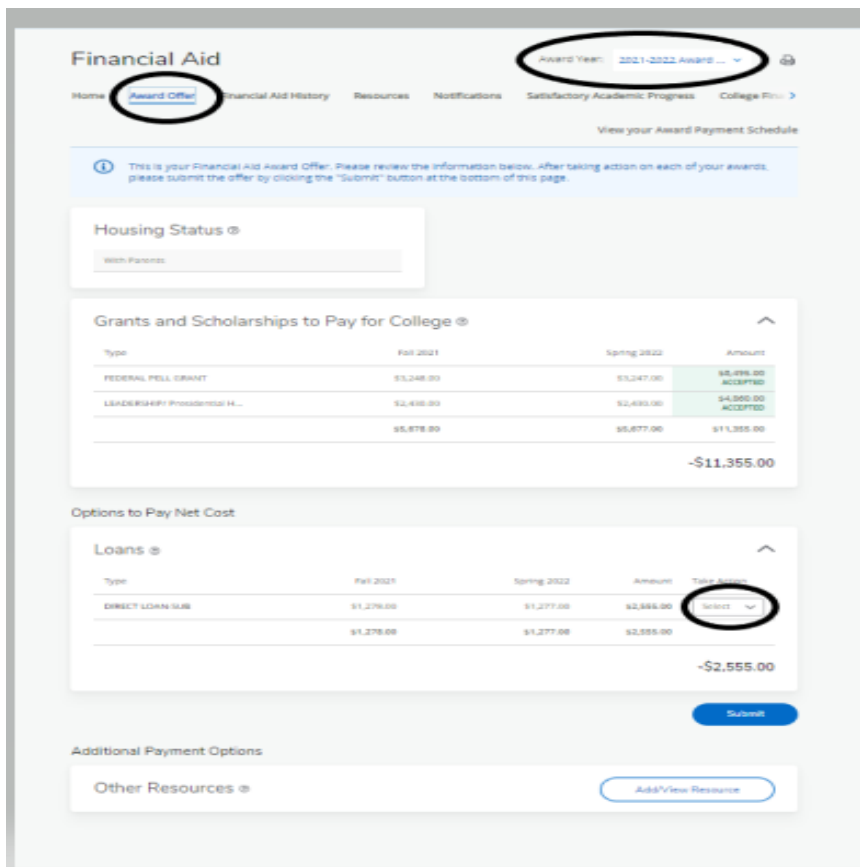 Financial Aid
Award Year: 2021-2022 Award ...
Home Award Offer Financial Aid History Resources Notifications Satisfactory Academic Progress College Fin
View your Award Payment Schedule
This is your Financial Aid Award Offer. Please review the information below. After taking action on each of your awards,
please submit the offer by clicking the "Submit" button at the bottom of this page.
Housing Status
With Parents
Grants and Scholarships to Pay for College
Type Fall 2021 Spring 2022 Amount
FEDERAL PELL GRANT $3,248.00 $3,247.00 $6,495.00
ACCEPTED
LEADERSHIP/ Presidential H... $2,430.00 $2,430.00 $4,860.00
ACCEPTED
$5,678.00 $5,677.00 $11,355.00
-$11,355.00
Options to Pay Net Cost
Loans
Type Fall 2021 Spring 2022 Amount Take Action
DIRECT LOAN SUB $1,278.00 $1,277.00 $2,555.00 Select
$1,278.00 $1,277.00 $2,555.00
-$2,555.00
Submit
Additional Payment Options
Other Resources
Add/View Resource